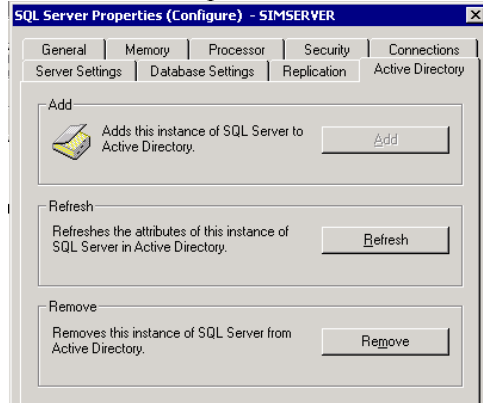 SQL Server Properties (Configure) - SIMSERVER
General Memory Processor Security Connections
Server Settings Database Settings Replication Active Directory
Add
Adds this instance of SQL Server to
Active Directory.
Add
Refresh
Refreshes the attributes of this instance of
SQL Server in Active Directory.
Refresh
Remove
Removes this instance of SQL Server from
Active Directory.
Remove